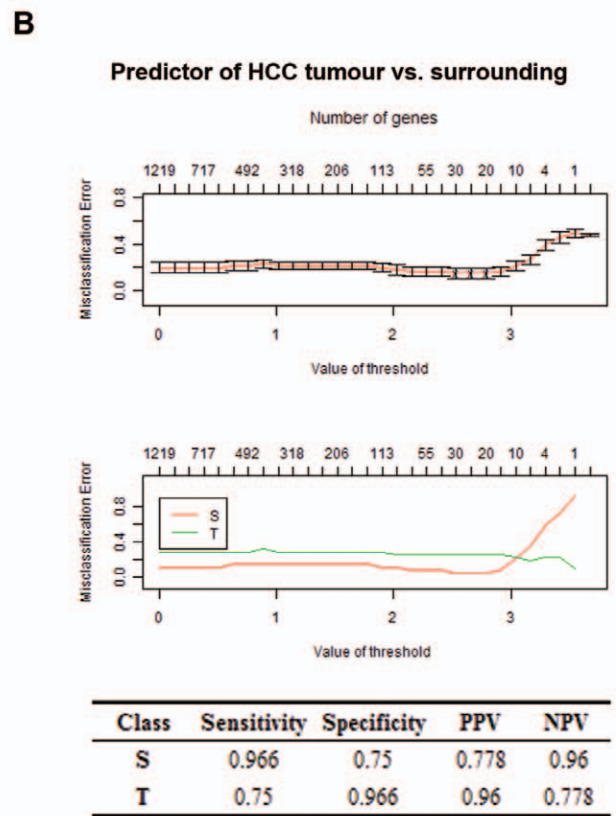 B
Predictor of HCC tumour vs. surrounding
Number of genes
1219 717 492 318 206 113 55 30 20 10 4 1
Misclassification Error
0.8
0.4
0.0
0 1 2 3
Value of threshold
1219 717 492 318 206 113 55 30 20 10 4 1
Misclassification Error
0.8
0.4
0.0
S
T
0 1 2 3
Value of threshold
Class Sensitivity Specificity PPV NPV
S 0.966 0.75 0.778 0.96
T 0.75 0.966 0.96 0.778